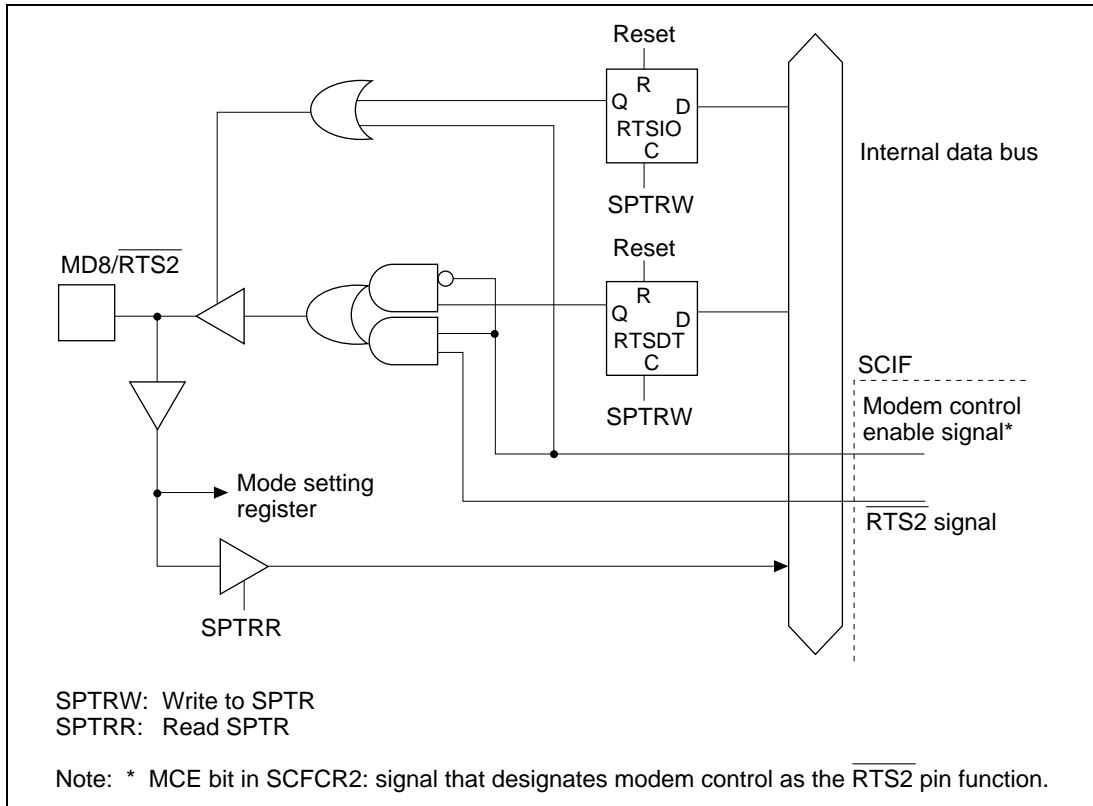 Reset
R
Q
D
RTSIO
C
SPTRW
Internal data bus
MD8/RTS2
Reset
R
Q
D
RTSDT
C
SPTRW
SCIF
Modem control
enable signal*
RTS2 signal
Mode setting
register
SPTRR
SPTRW: Write to SPTR
SPTRR: Read SPTR
Note: * MCE bit in SCFCR2: signal that designates modem control as the RTS2 pin function.